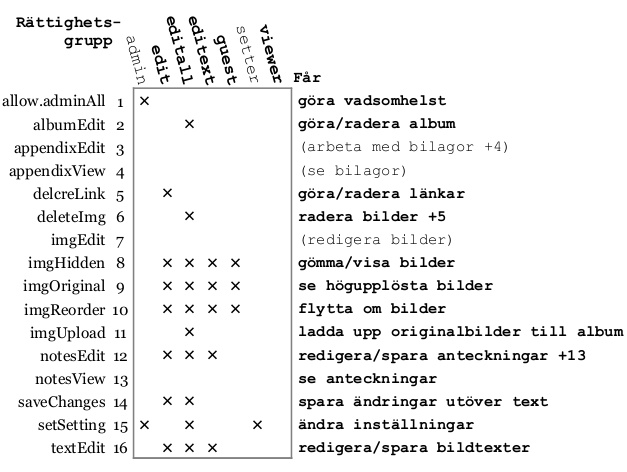 Rättighets-
grupp
admin edit editall editext guest setter viewer Får
allow.adminAll 1 × göra vadsomhelst
albumEdit 2 × göra/radera album
appendixEdit 3 (arbeta med bilagor +4)
appendixView 4 (se bilagor)
delcreLink 5 × göra/radera länkar
deleteImg 6 × radera bilder +5
imgEdit 7 (redigera bilder)
imgHidden 8 × × × × gömma/visa bilder
imgOriginal 9 × × × × se högupplösta bilder
imgReorder 10 × × × × flytta om bilder
imgUpload 11 × ladda upp originalbilder till album
notesEdit 12 × × × redigera/spara anteckningar +13
notesView 13 se anteckningar
saveChanges 14 × × spara ändringar utöver text
setSetting 15 × × × ändra inställningar
textEdit 16 × × × redigera/spara bildtexter